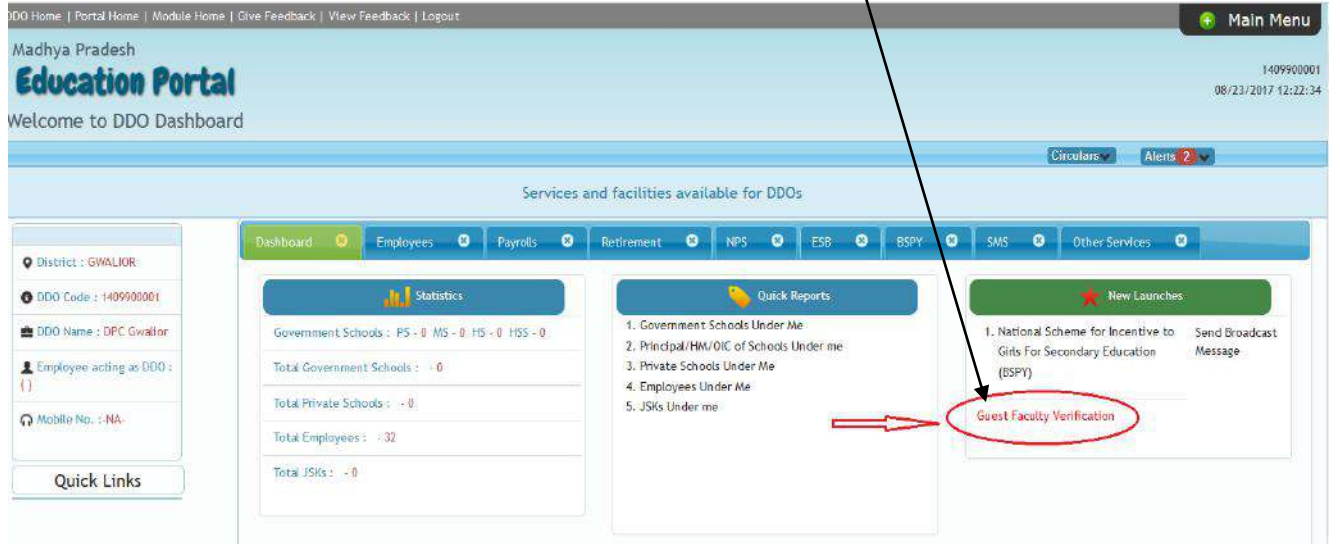 DDO Home | Portal Home | Module Home | Give Feedback | View Feedback | Logout
Main Menu
Madhya Pradesh
Education Portal
Welcome to DDO Dashboard
1409900001
08/23/2017 12:22:34
Circulars
Alerts 2
Services and facilities available for DDOs
Dashboard Employees Payrolls Retirement NPS ESB BSPY SMS Other Services
District : GWALIOR
DDO Code : 1409900001
DDO Name : DPC Gwalior
Employee acting as DDO :
( )
Mobile No. :-NA-
Quick Links
Statistics
Government Schools : PS - 0 MS - 0 HS - 0 HSS - 0
Total Government Schools : - 0
Total Private Schools : - 0
Total Employees : - 32
Total JSKs : - 0
Quick Reports
1. Government Schools Under Me
2. Principal/HM/OIC of Schools Under me
3. Private Schools Under Me
4. Employees Under Me
5. JSKs Under me
New Launches
1. National Scheme for Incentive to
Girls For Secondary Education
(BSPY)
Send Broadcast
Message
Guest Faculty Verification